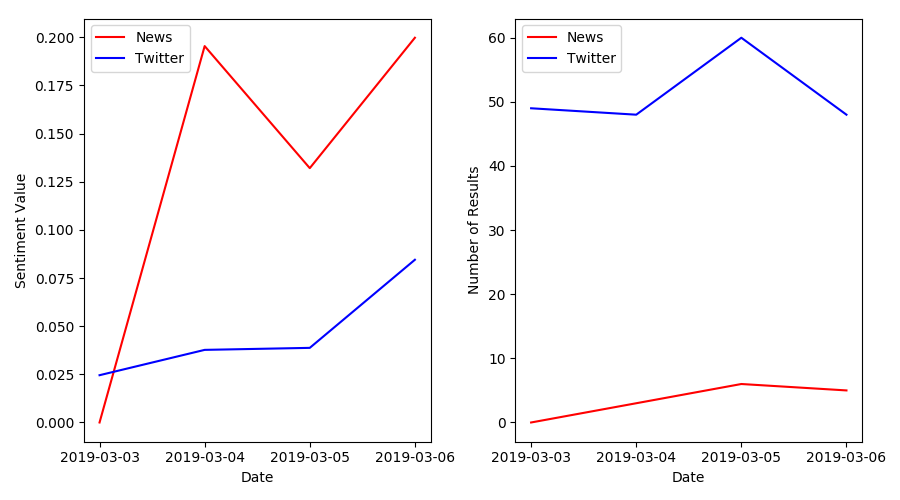 News
Twitter
0.200
0.175
0.150
0.125
0.100
0.075
0.050
0.025
0.000
Sentiment Value
2019-03-03 2019-03-04 2019-03-05 2019-03-06
Date
News
Twitter
60
50
40
30
20
10
0
Number of Results
2019-03-03 2019-03-04 2019-03-05 2019-03-06
Date